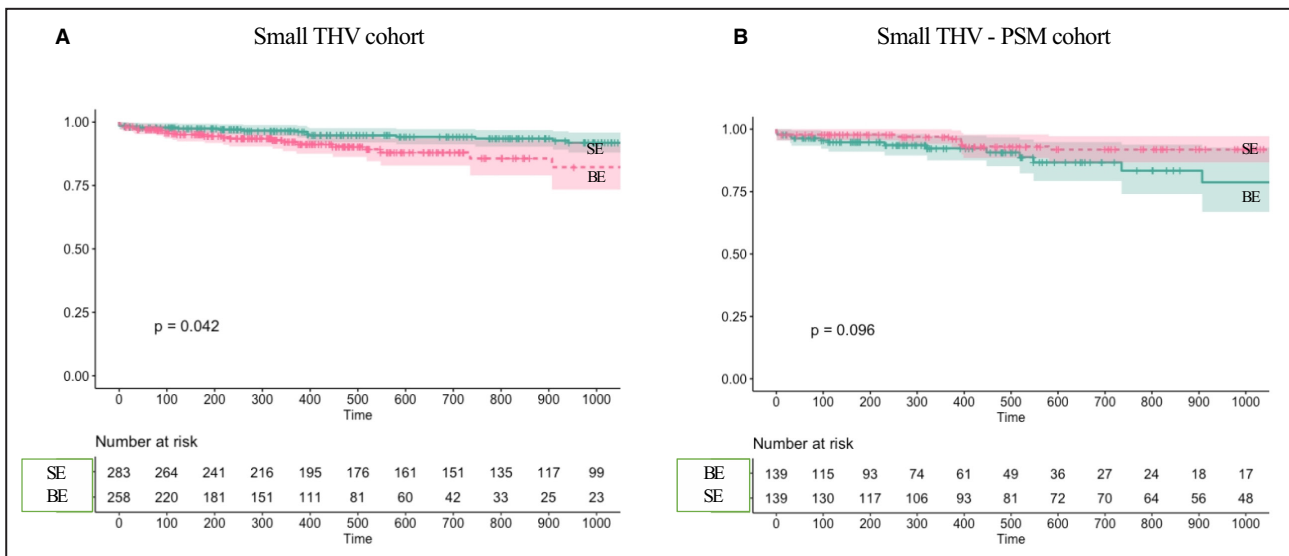 A
Small THV cohort
1.00
0.75
0.50
0.25
0.00
SE
BE
p = 0.042
0 100 200 300 400 500 600 700 800 900 1000
Time
Number at risk
SE 283 264 241 216 195 176 161 151 135 117 99
BE 258 220 181 151 111 81 60 42 33 25 23
0 100 200 300 400 500 600 700 800 900 1000
Time
B
Small THV - PSM cohort
1.00
0.75
0.50
0.25
0.00
SE
BE
p = 0.096
0 100 200 300 400 500 600 700 800 900 1000
Time
Number at risk
BE 139 115 93 74 61 49 36 27 24 18 17
SE 139 130 117 106 93 81 72 70 64 56 48
0 100 200 300 400 500 600 700 800 900 1000
Time